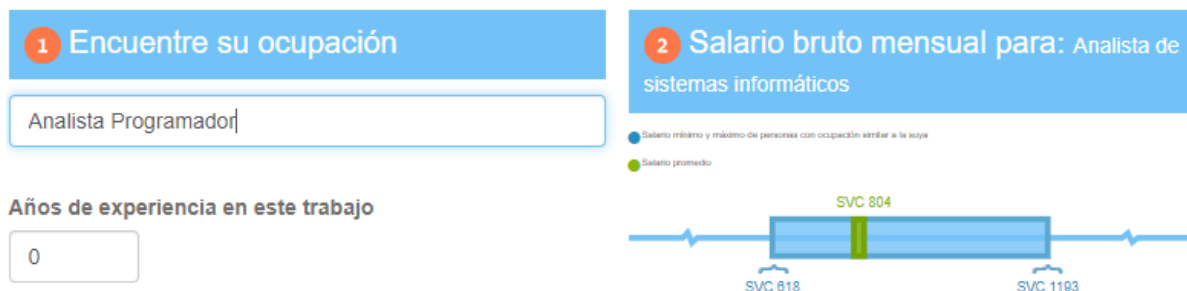 1 Encuentre su ocupación
Analista Programador
Años de experiencia en este trabajo
0
2 Salario bruto mensual para: Analista de
sistemas informáticos
Salario mínimo y máximo de personas con ocupación similar a la suya
Salario promedio
SVC 804
SVC 618
SVC 1193